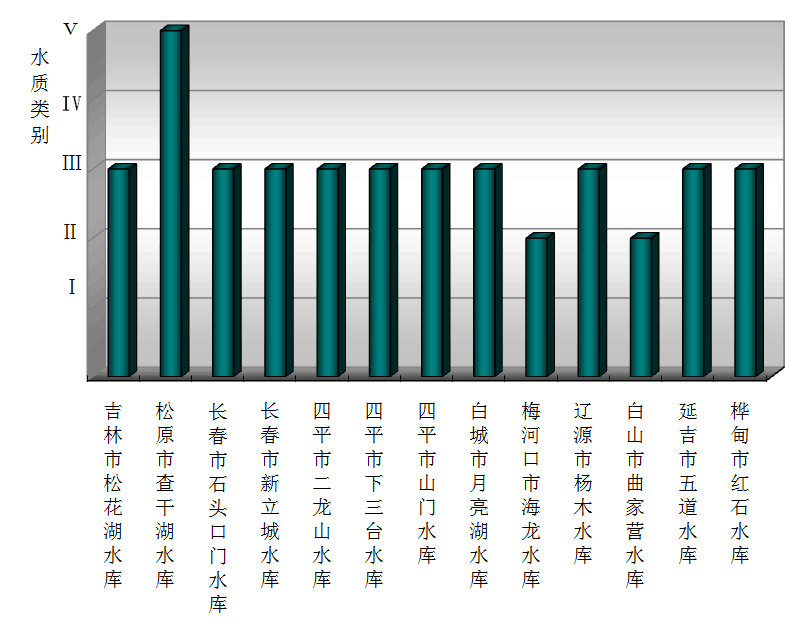 水质类别
Ⅴ
Ⅳ
Ⅲ
Ⅱ
Ⅰ
吉林市松花湖水库
松原市查干湖水库
长春市石头口门水库
长春市新立城水库
四平市二龙山水库
四平市下三台水库
四平市山门水库
白城市月亮湖水库
梅河口市海龙水库
辽源市杨木水库
白山市曲家营水库
延吉市五道水库
桦甸市红石水库